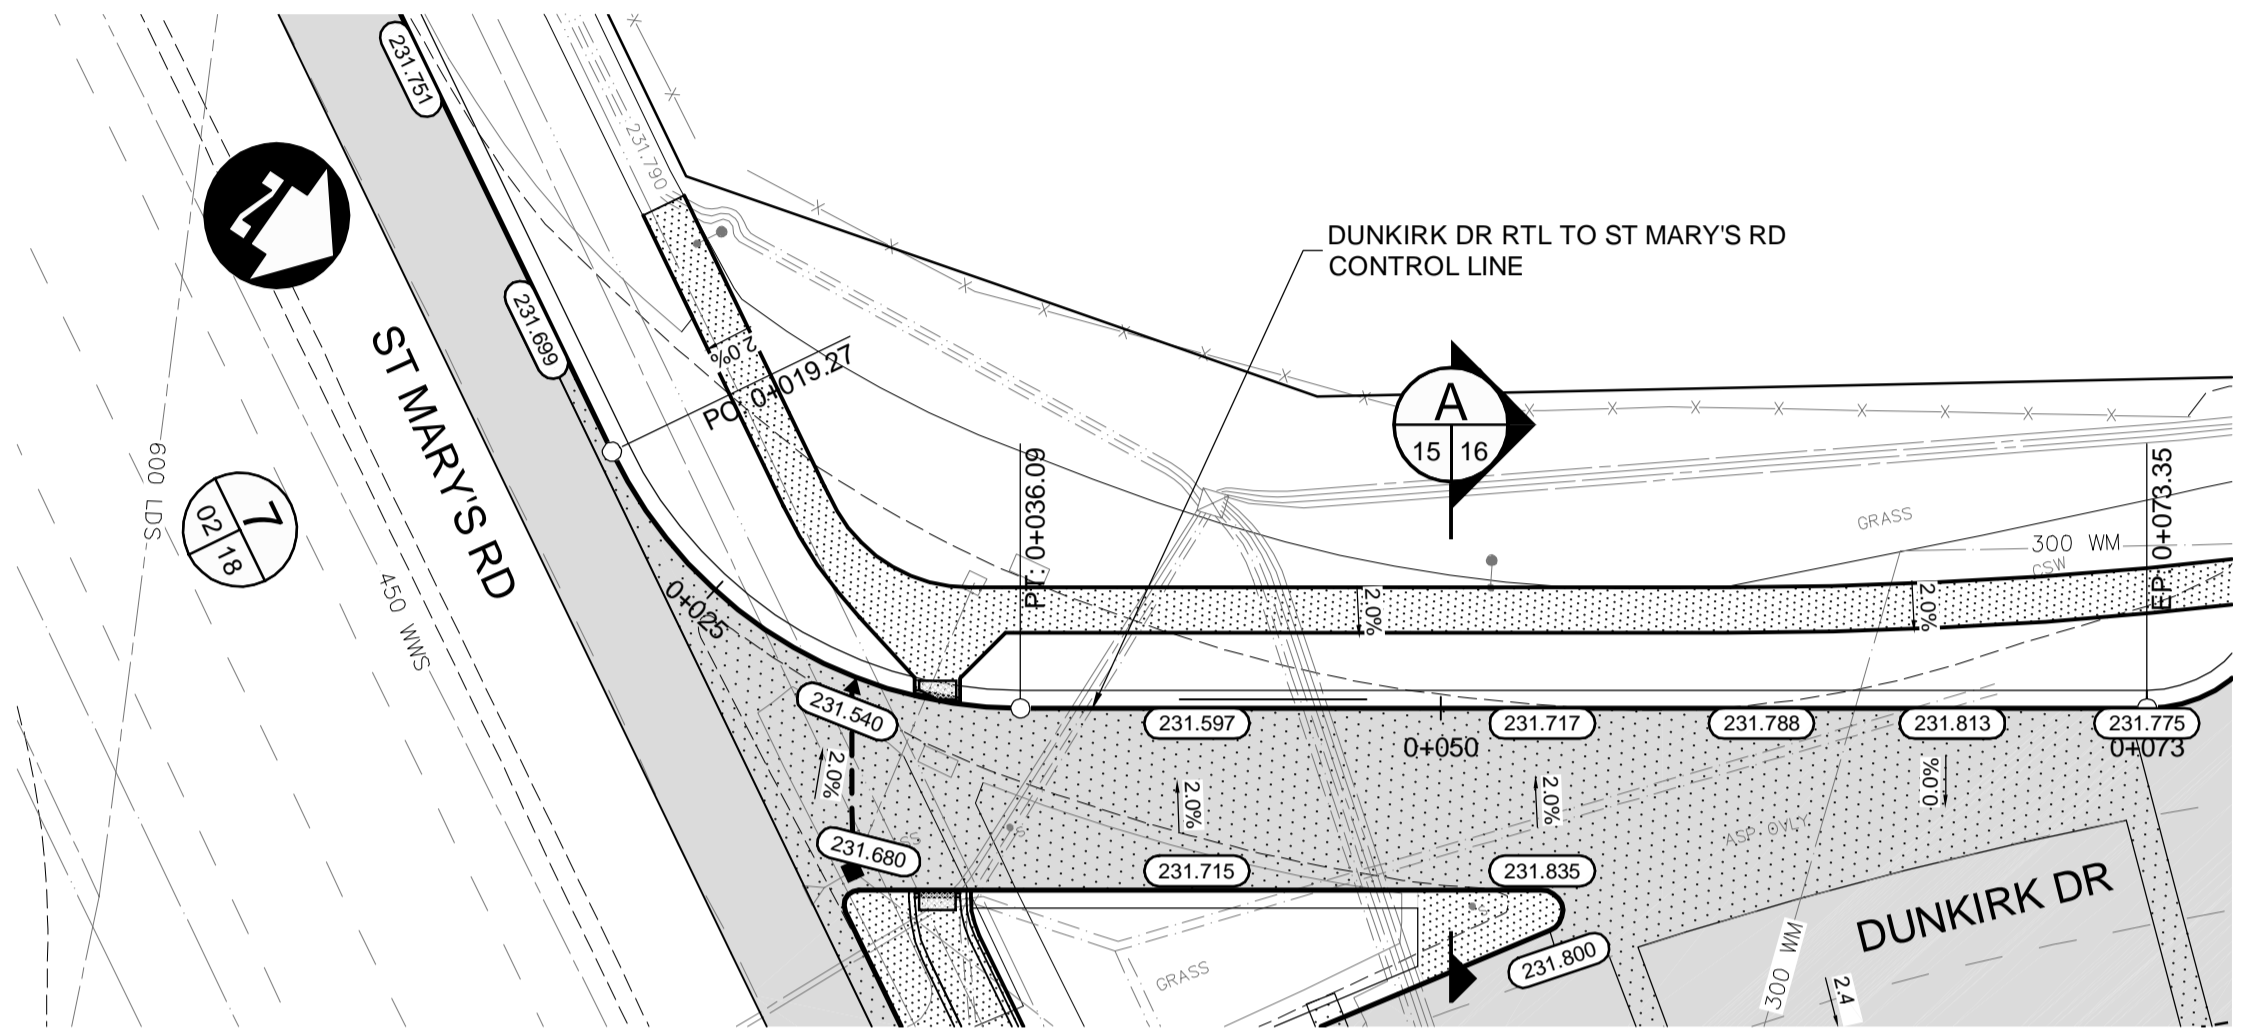 231.751
231.790
DUNKIRK DR RTL TO ST MARY'S RD
CONTROL LINE
231.699
2.0%
PC: 0+019.27
ST MARY'S RD
A
15 16
600 LDS
7
02 18
450 WWS
0+025
PT: 0+036.09
EP: 0+073.35
GRASS
300 WM
CSW
2.0%
2.0%
231.540
231.597
231.717
231.788
231.813
231.775
0+050
0+073
2.0%
2.0%
2.0%
0.0%
231.680
231.715
231.835
ASP OVLY
DUNKIRK DR
231.800
GRASS
300 WM
2.4